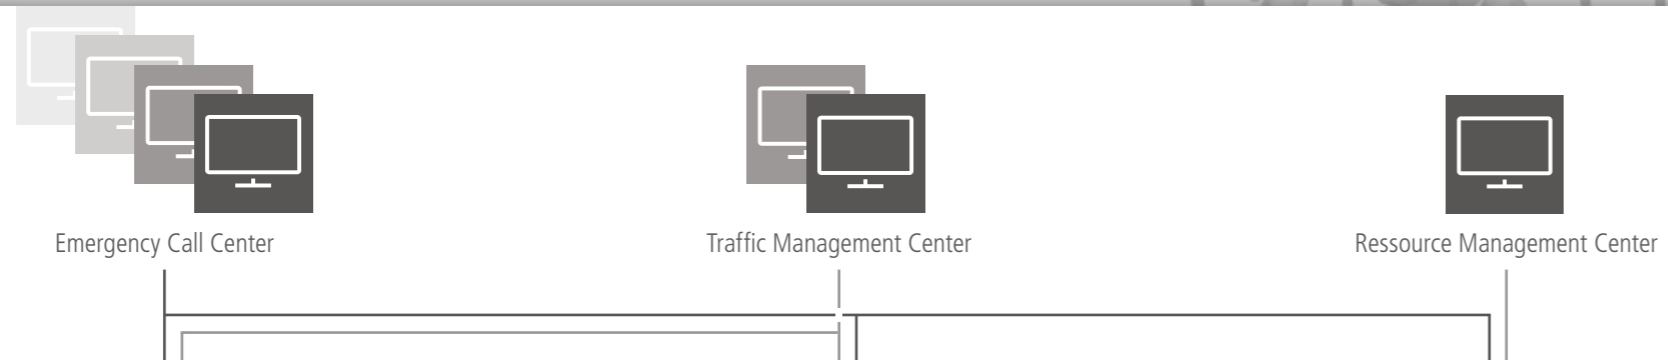 Emergency Call Center
Traffic Management Center
Ressource Management Center